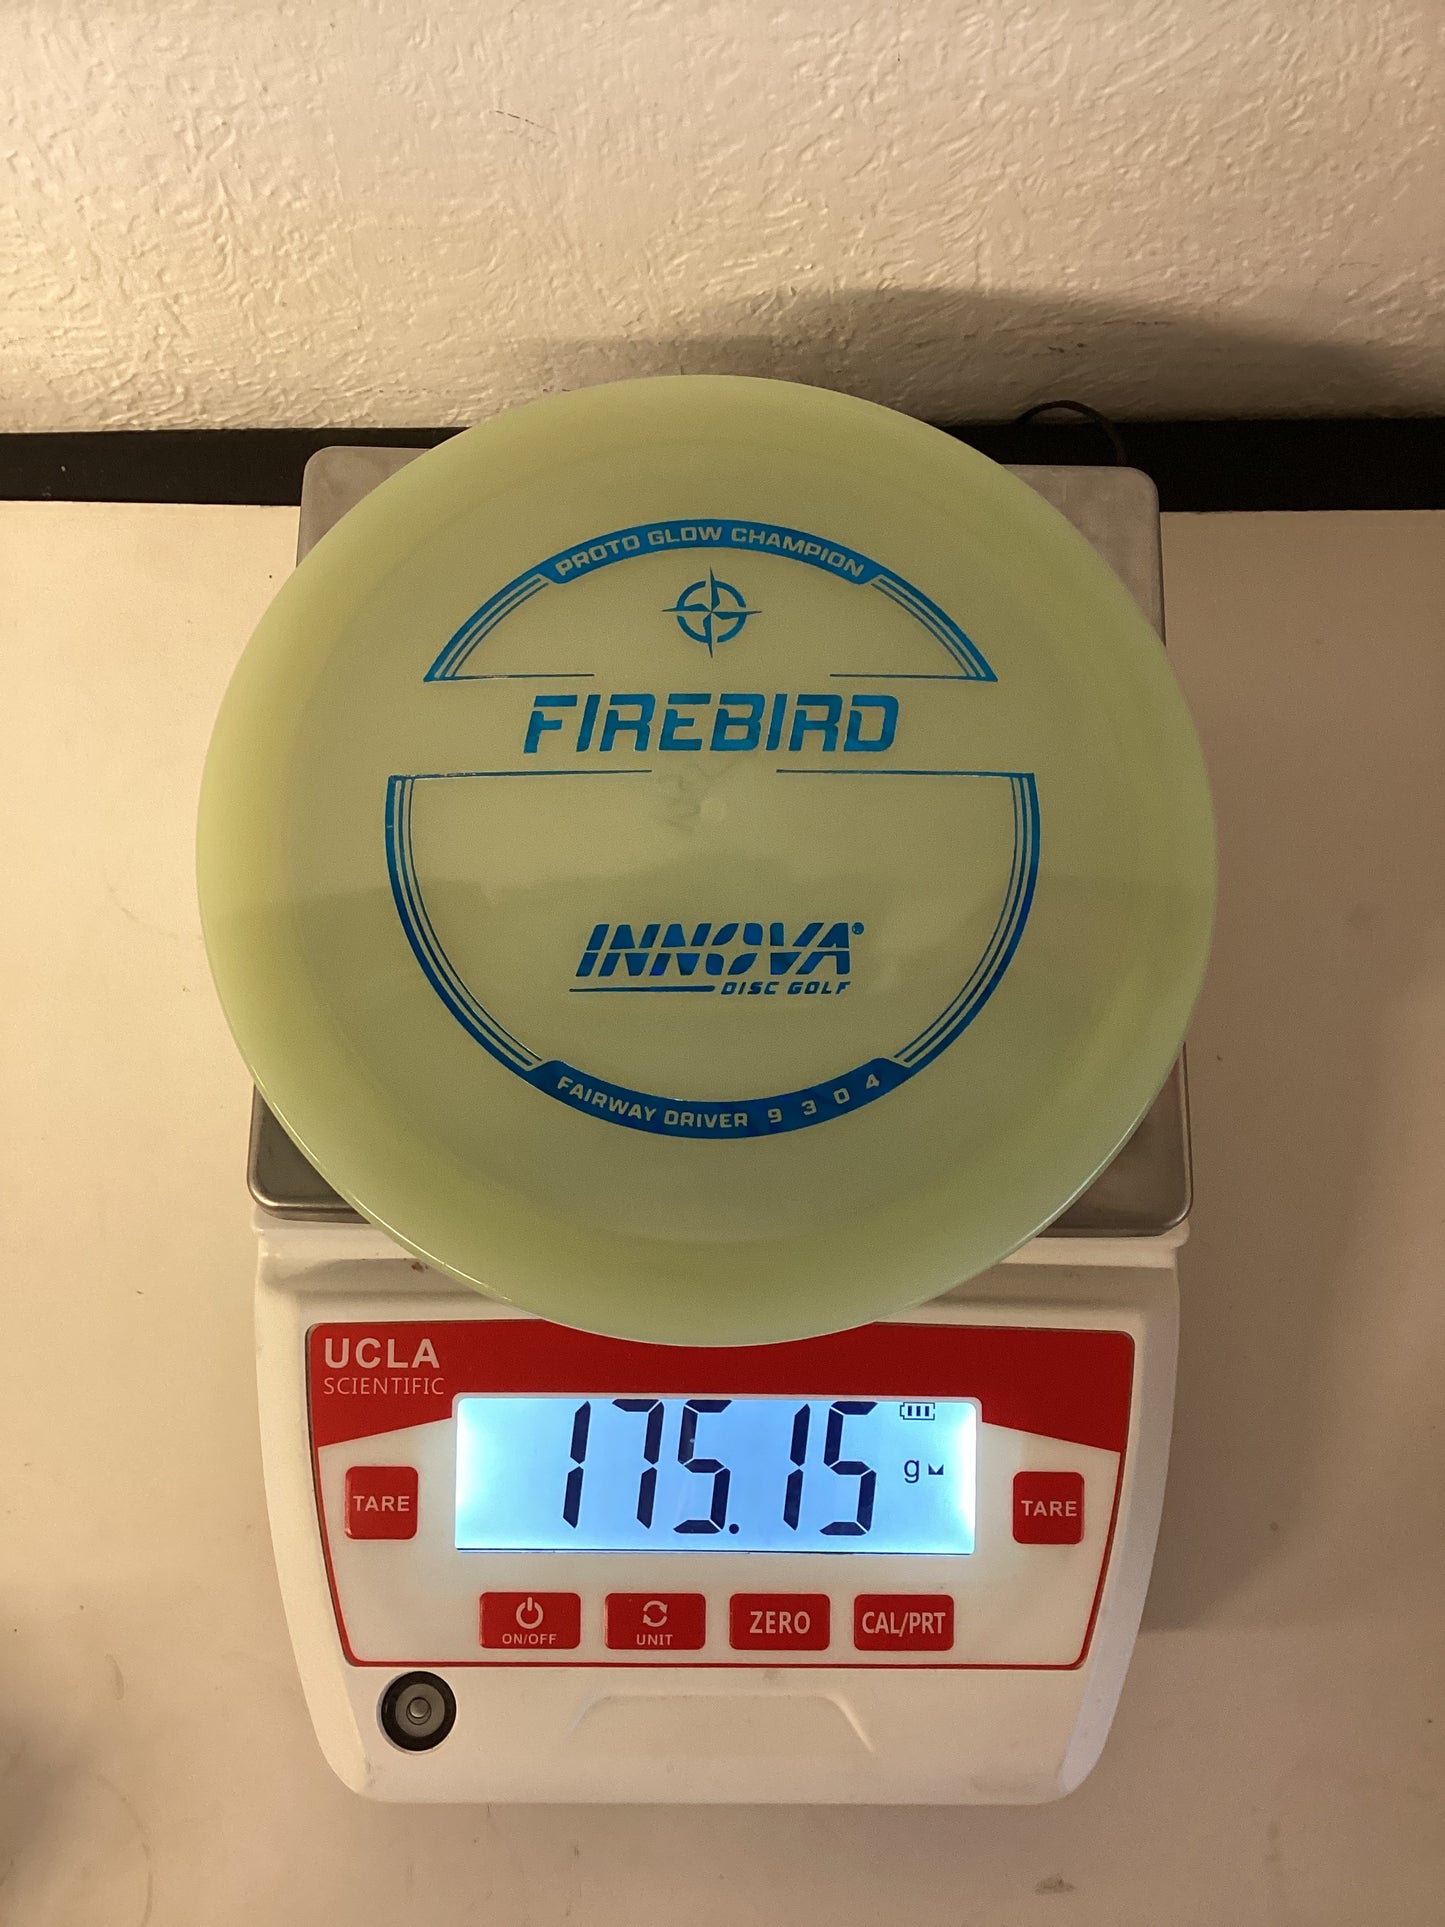 PROTO GLOW CHAMPION
FIREBIRD
INNOVA®
DISC GOLF
FAIRWAY DRIVER 9 3 0 4
UCLA
SCIENTIFIC
175.15 g
TARE
TARE
ON/OFF
UNIT
ZERO
CAL/PRT